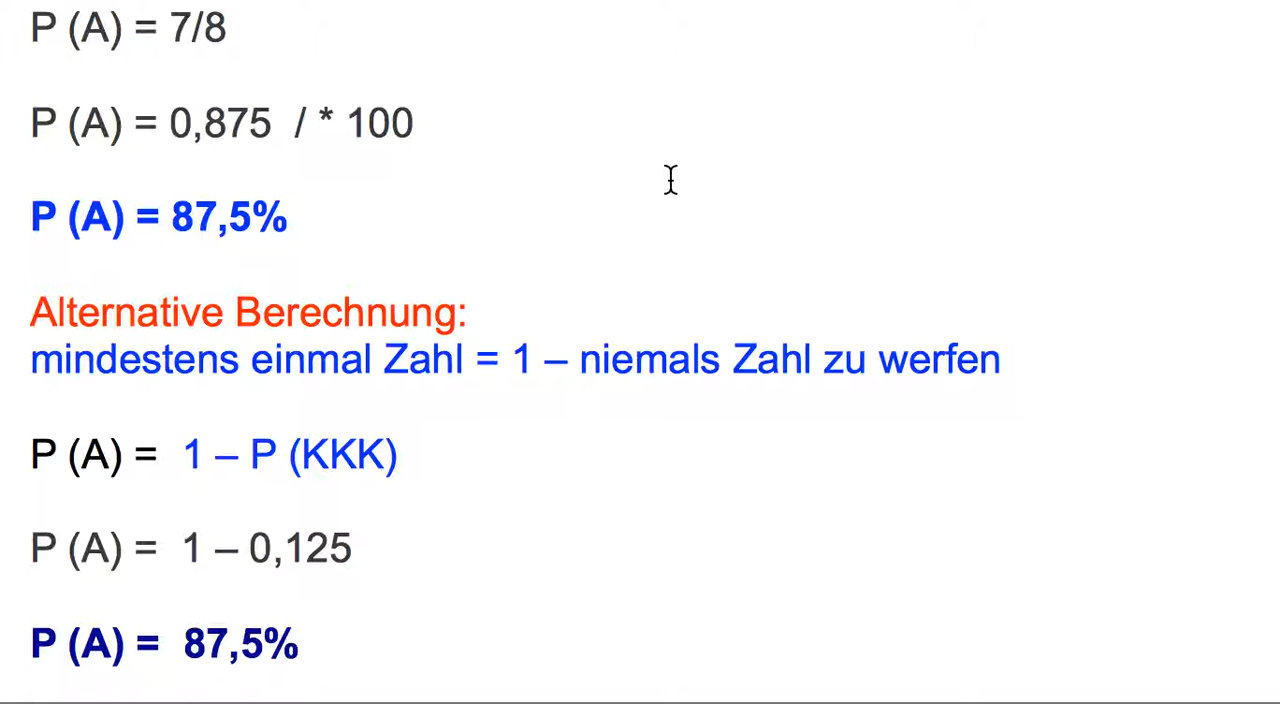 P (A) = 7/8
P (A) = 0,875 / * 100
P (A) = 87,5%
Alternative Berechnung:
mindestens einmal Zahl = 1 – niemals Zahl zu werfen
P (A) = 1 – P (KKK)
P (A) = 1 – 0,125
P (A) = 87,5%